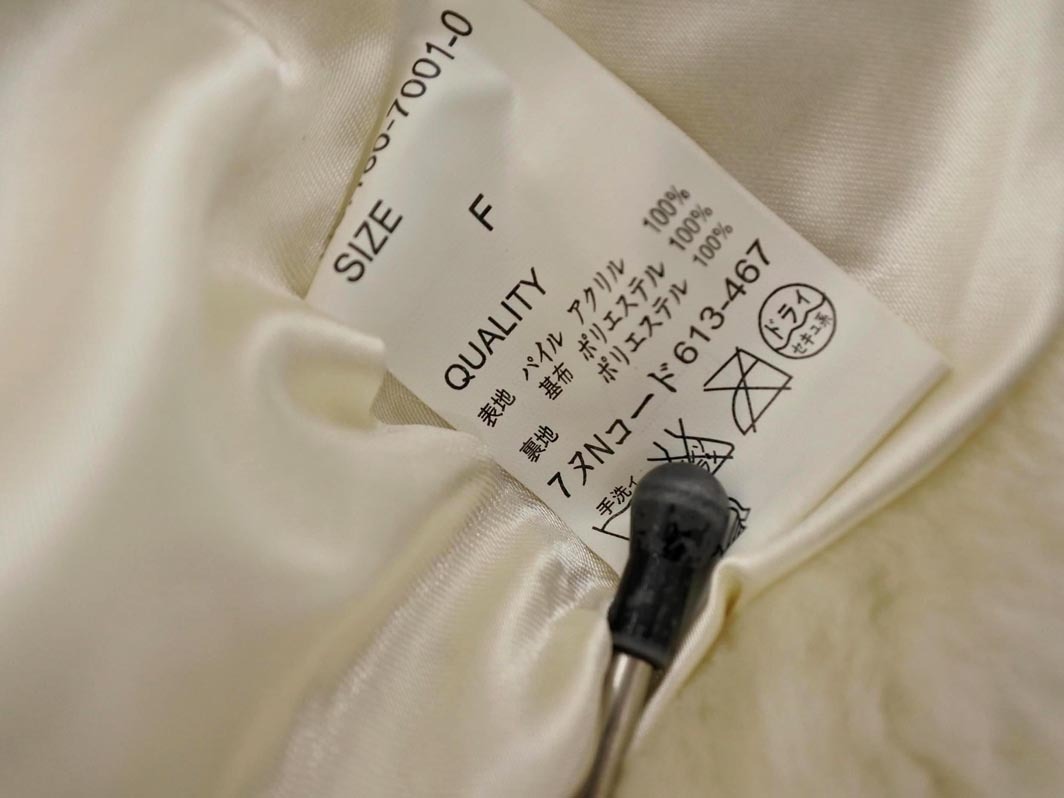 -7001-0
SIZE
F
QUALITY
表地 パイル アクリル 100%
基布 ポリエステル 100%
裏地 ポリエステル 100%
7ヌNコード613-467
手洗イ
ドライ
セキユ系